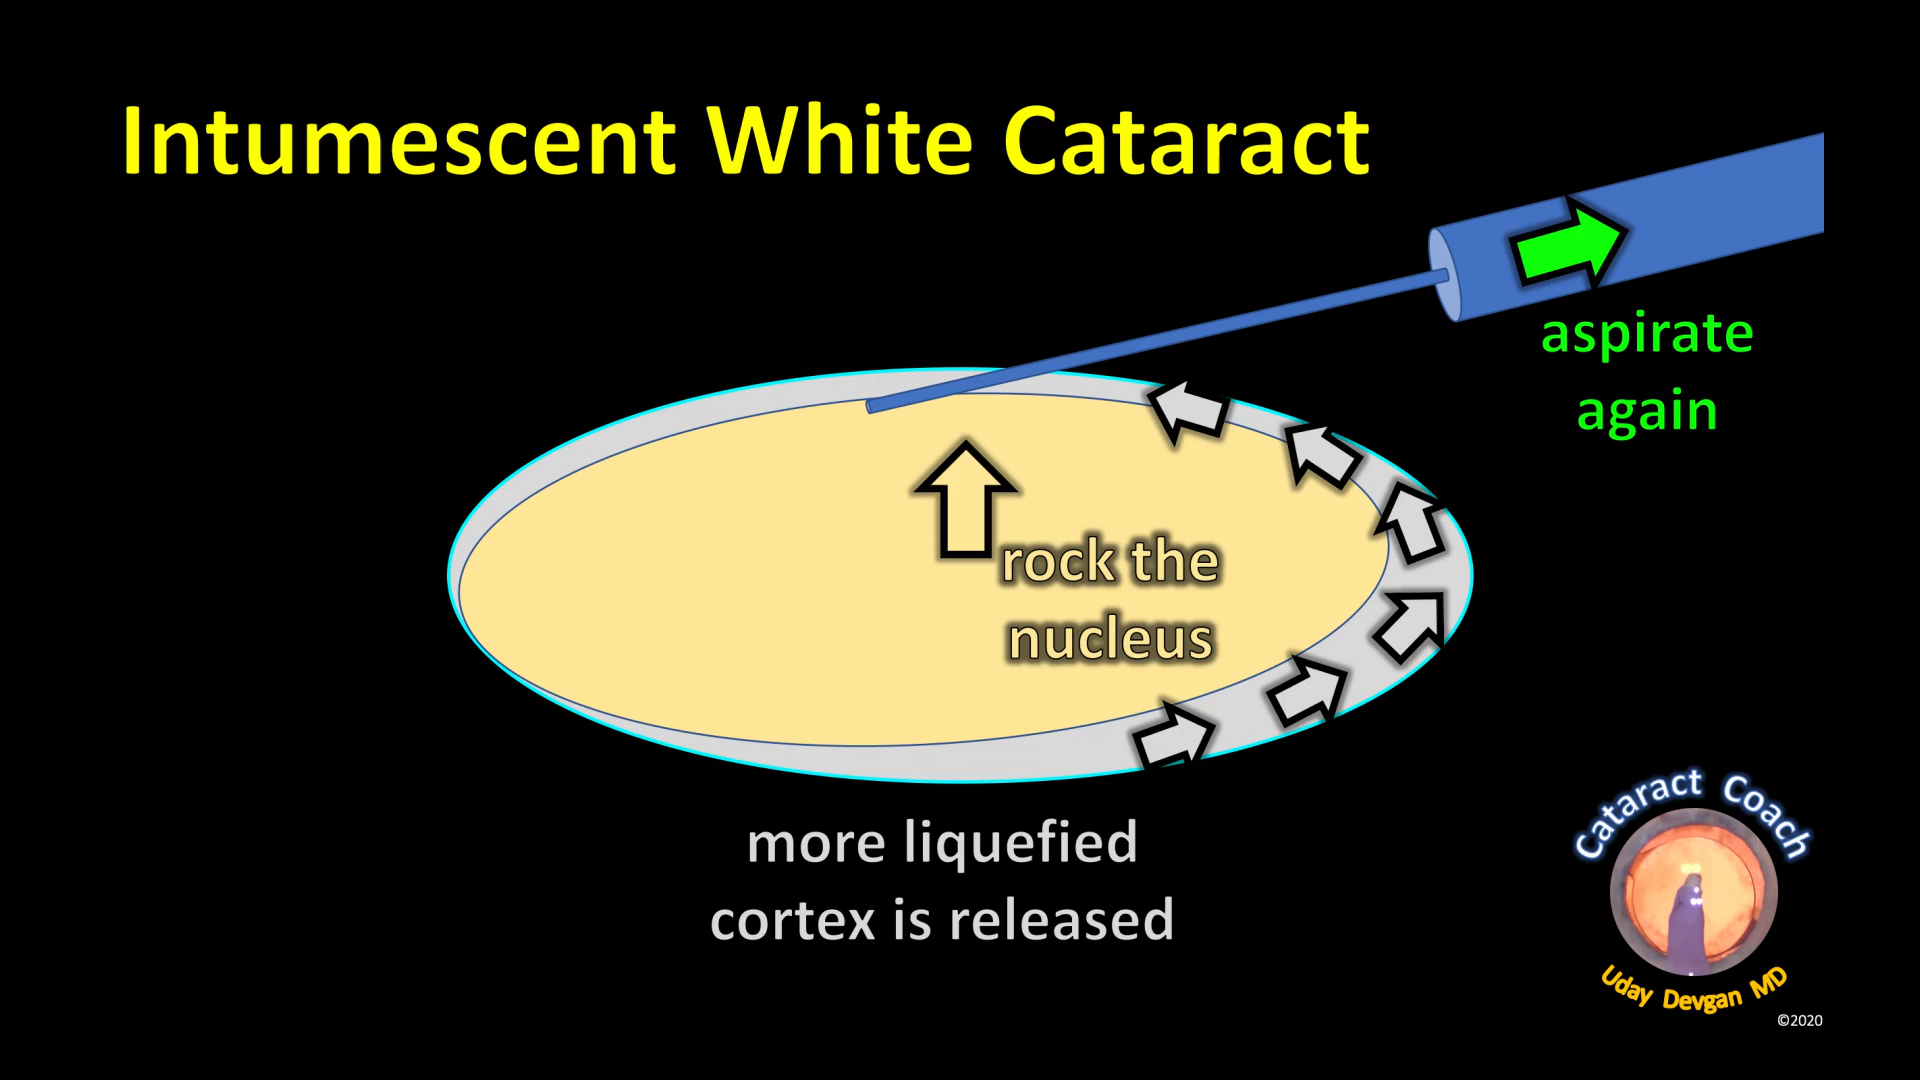 Intumescent White Cataract
aspirate
again
rock the
nucleus
more liquefied
cortex is released
Cataract Coach
Uday Devgan MD
©2020